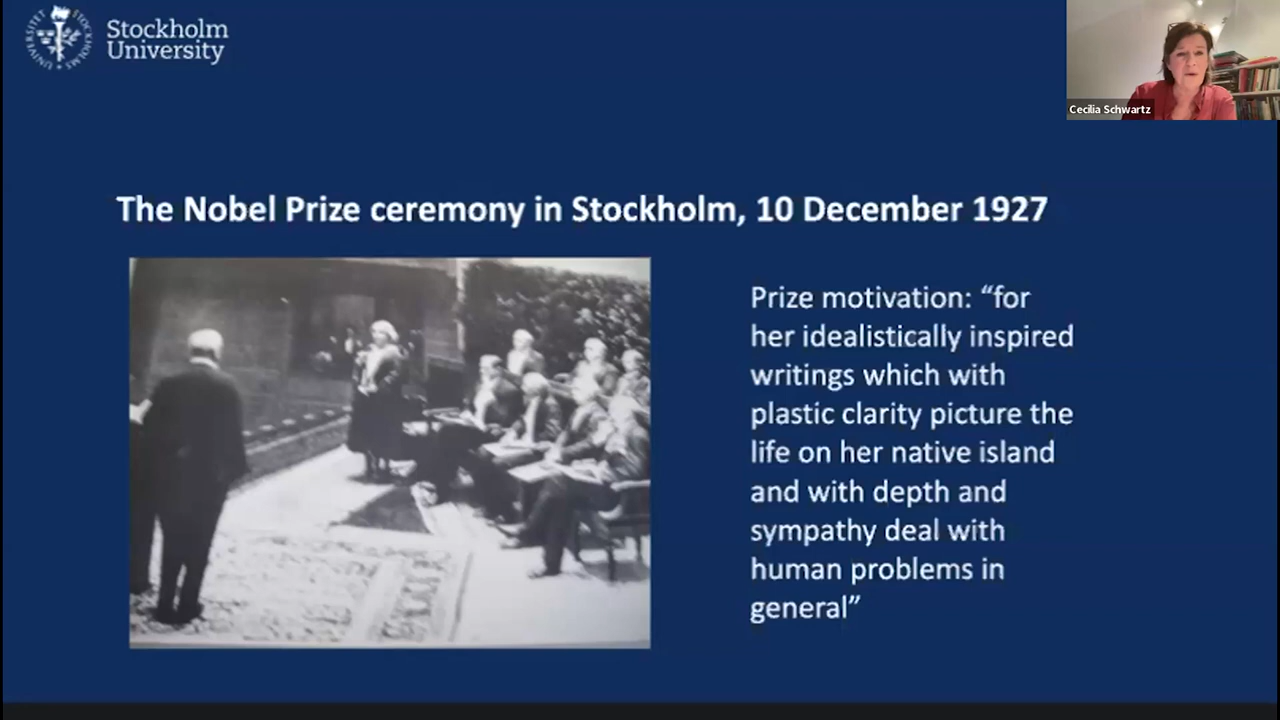 Stockholm
University
Cecilia Schwartz
The Nobel Prize ceremony in Stockholm, 10 December 1927
Prize motivation: “for
her idealistically inspired
writings which with
plastic clarity picture the
life on her native island
and with depth and
sympathy deal with
human problems in
general”